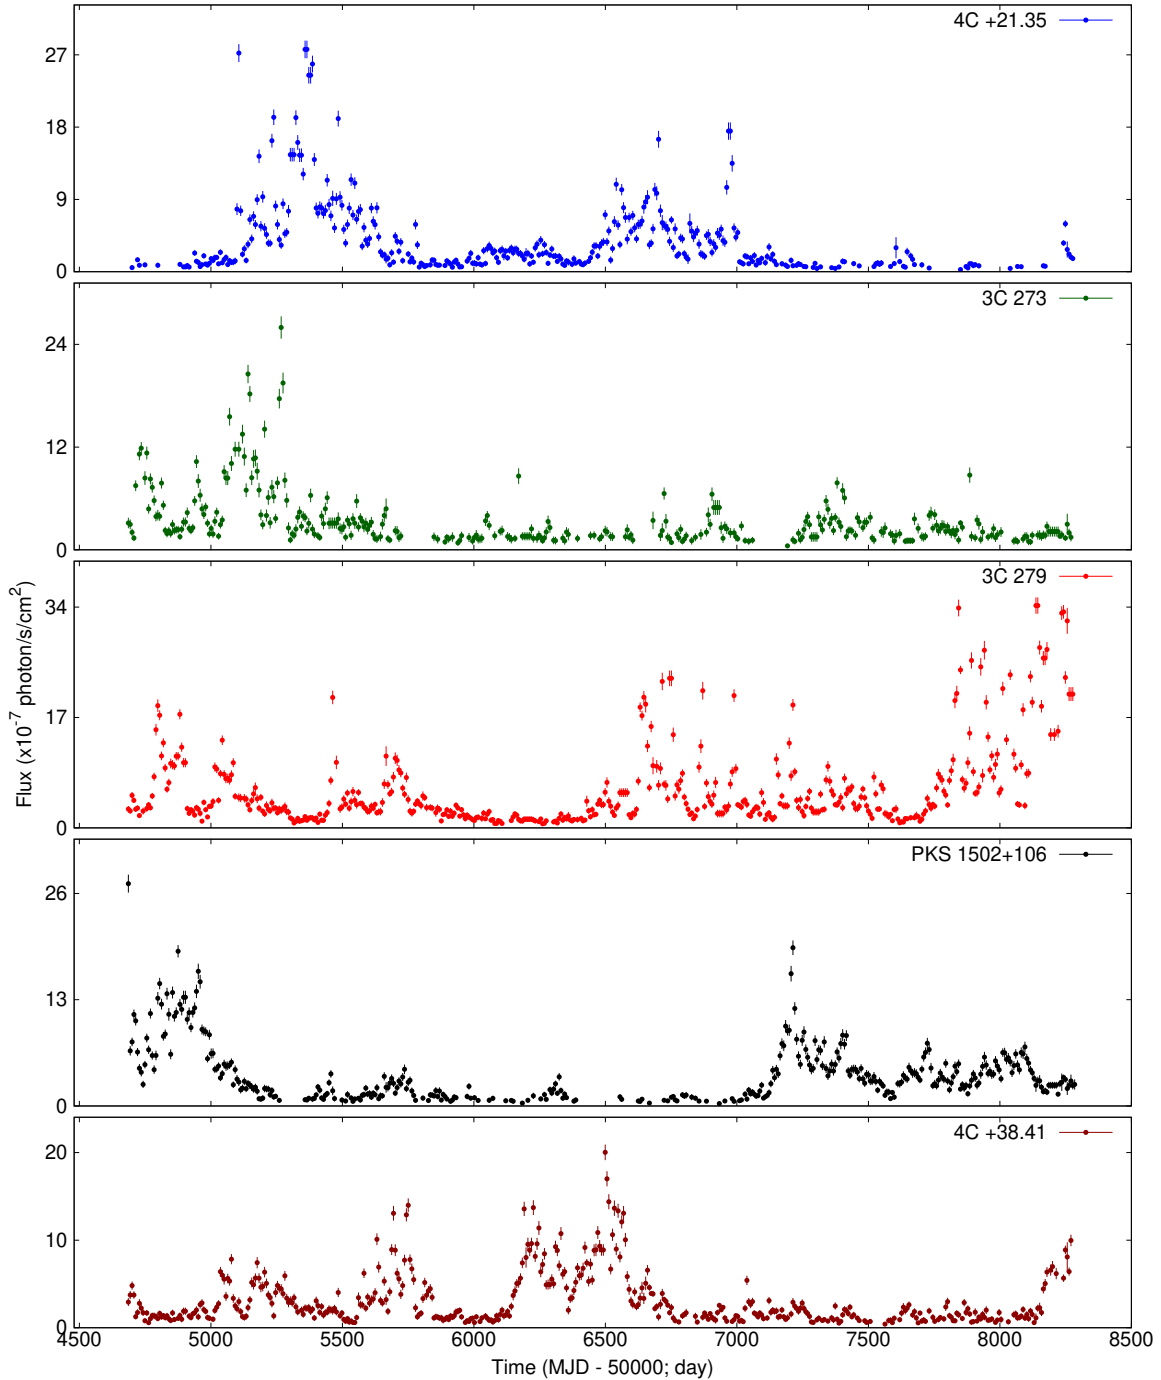 4C +21.35
27
18
9
0
3C 273
24
12
0
3C 279
34
17
0
Flux (x10⁻⁷ photon/s/cm²)
PKS 1502+106
26
13
0
4C +38.41
20
10
0
4500 5000 5500 6000 6500 7000 7500 8000 8500
Time (MJD - 50000; day)